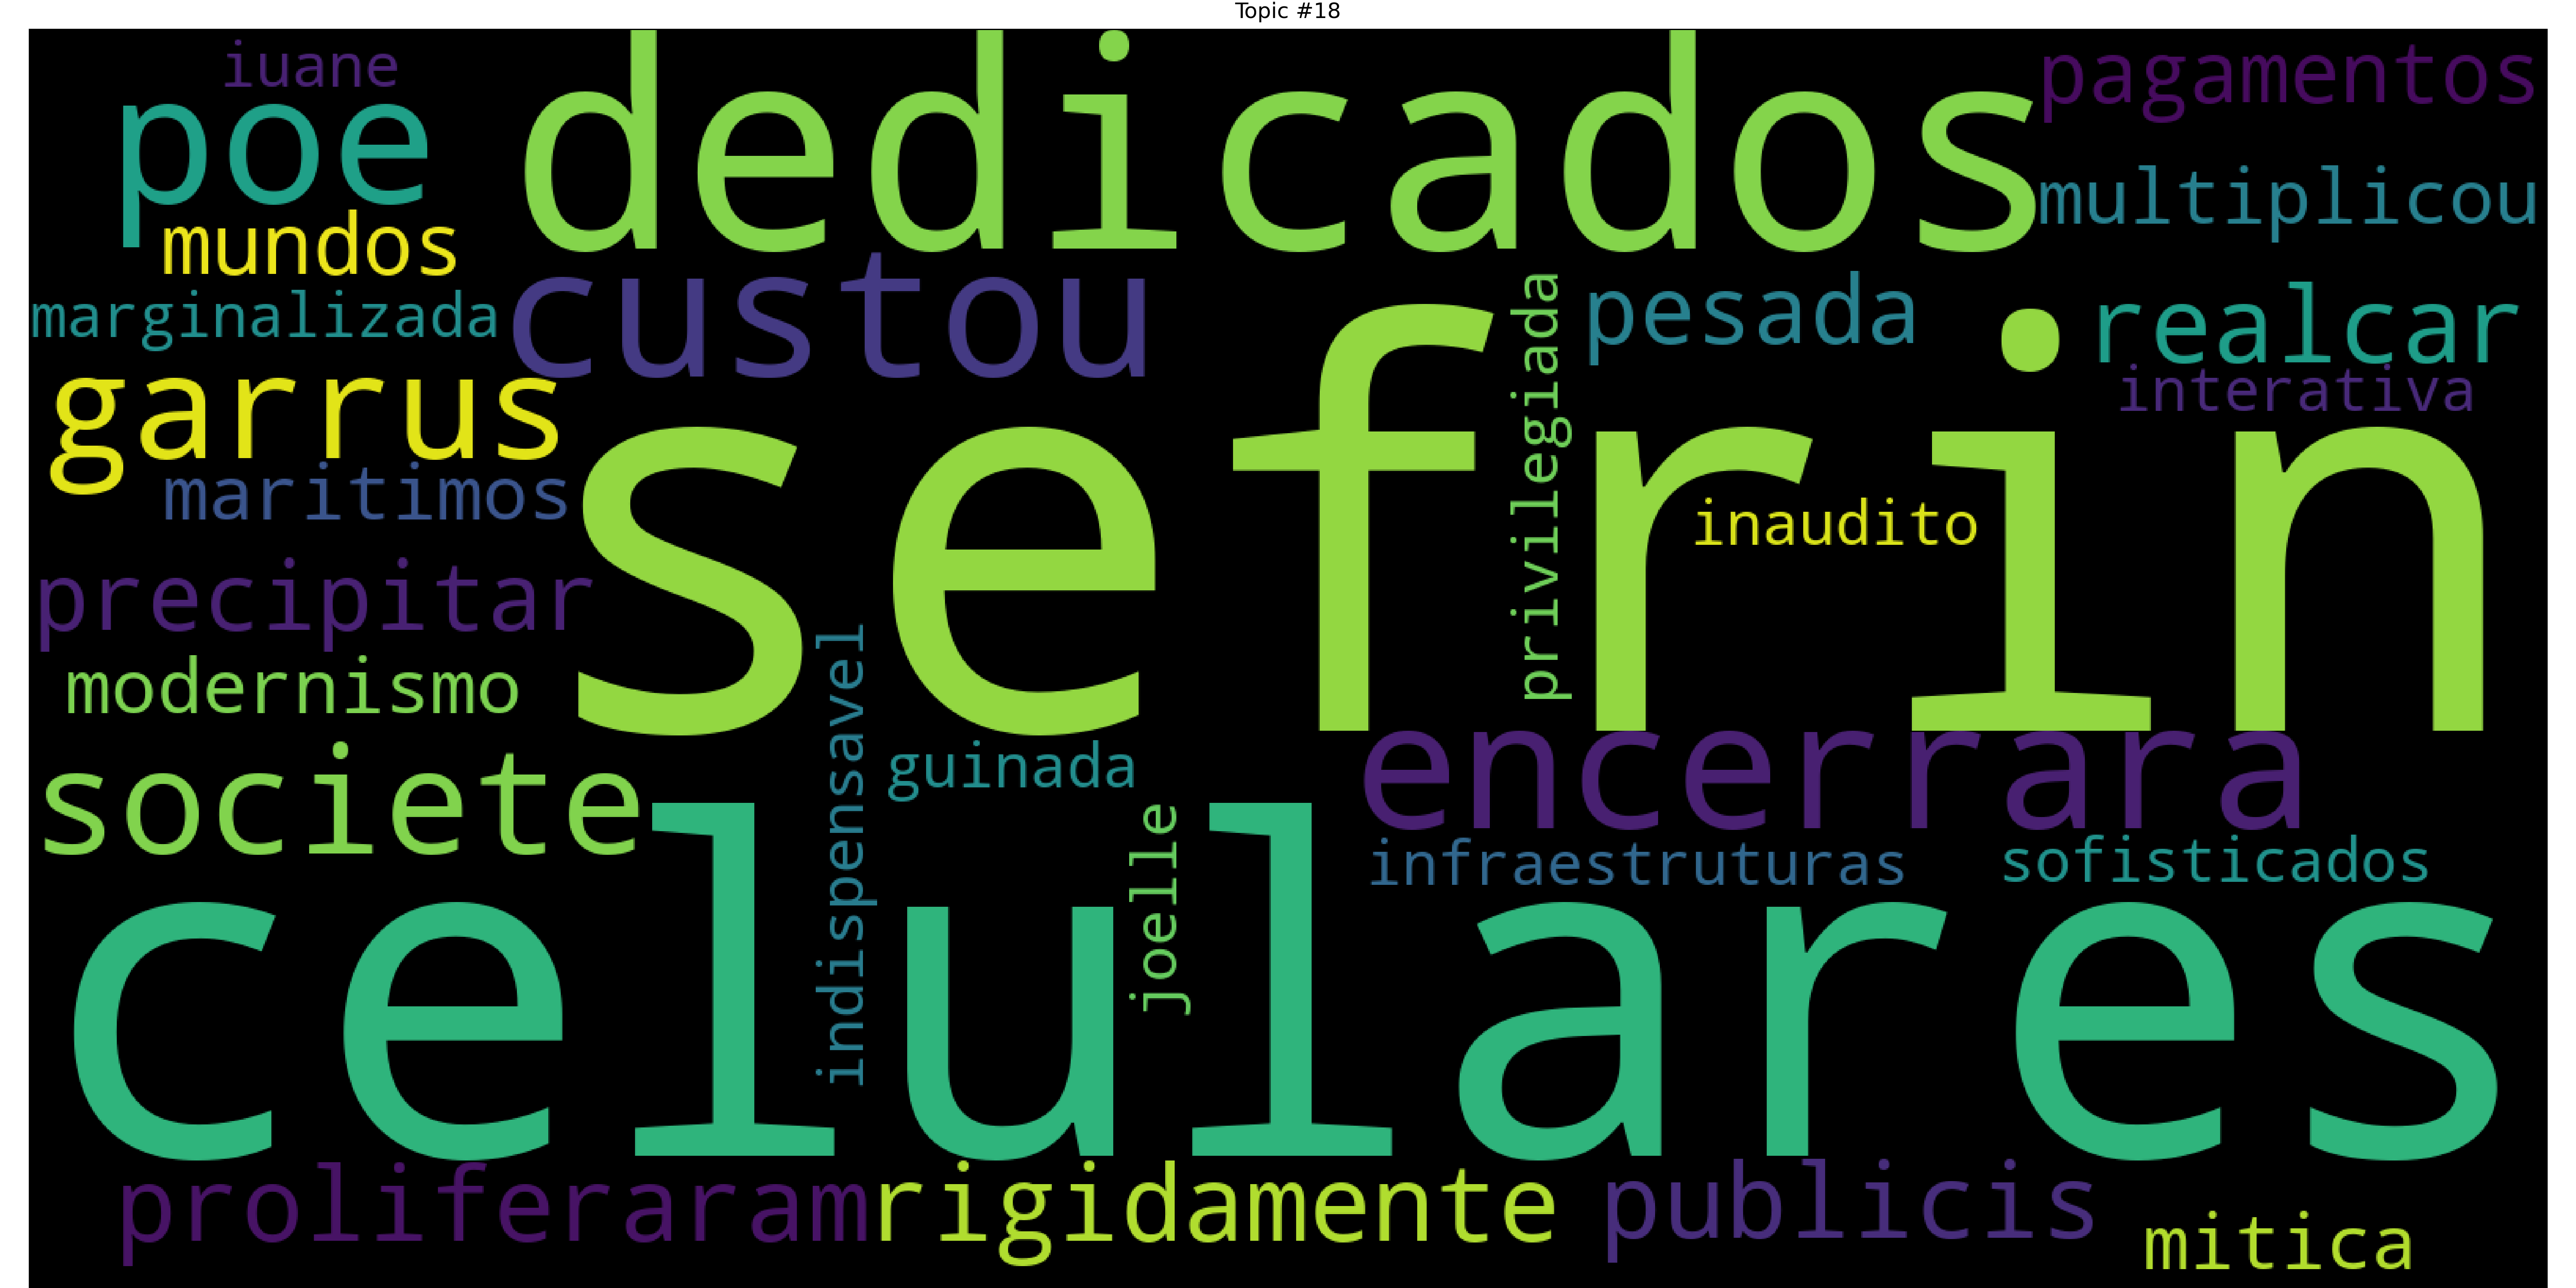 Topic #18
iuane
poe
dedicados
pagamentos
mundos
multiplicou
marginalizada
custou
pesada
realcar
garrus
privilegiada
interativa
maritimos
sefrin
inaudito
precipitar
modernismo
indispensavel
guinada
encerrara
societe
joelle
infraestruturas
sofisticados
celulares
proliferaram
rigidamente
publicis
mitica